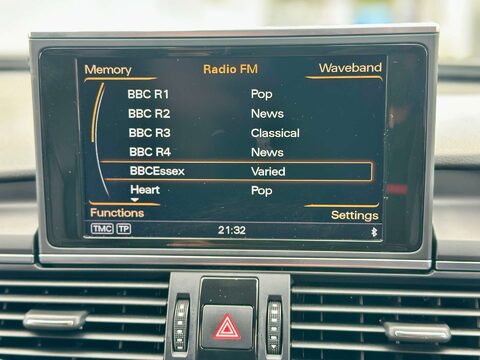 Memory Radio FM Waveband
BBC R1 Pop
BBC R2 News
BBC R3 Classical
BBC R4 News
BBCEssex Varied
Heart Pop
Functions Settings
TMC TP 21:32